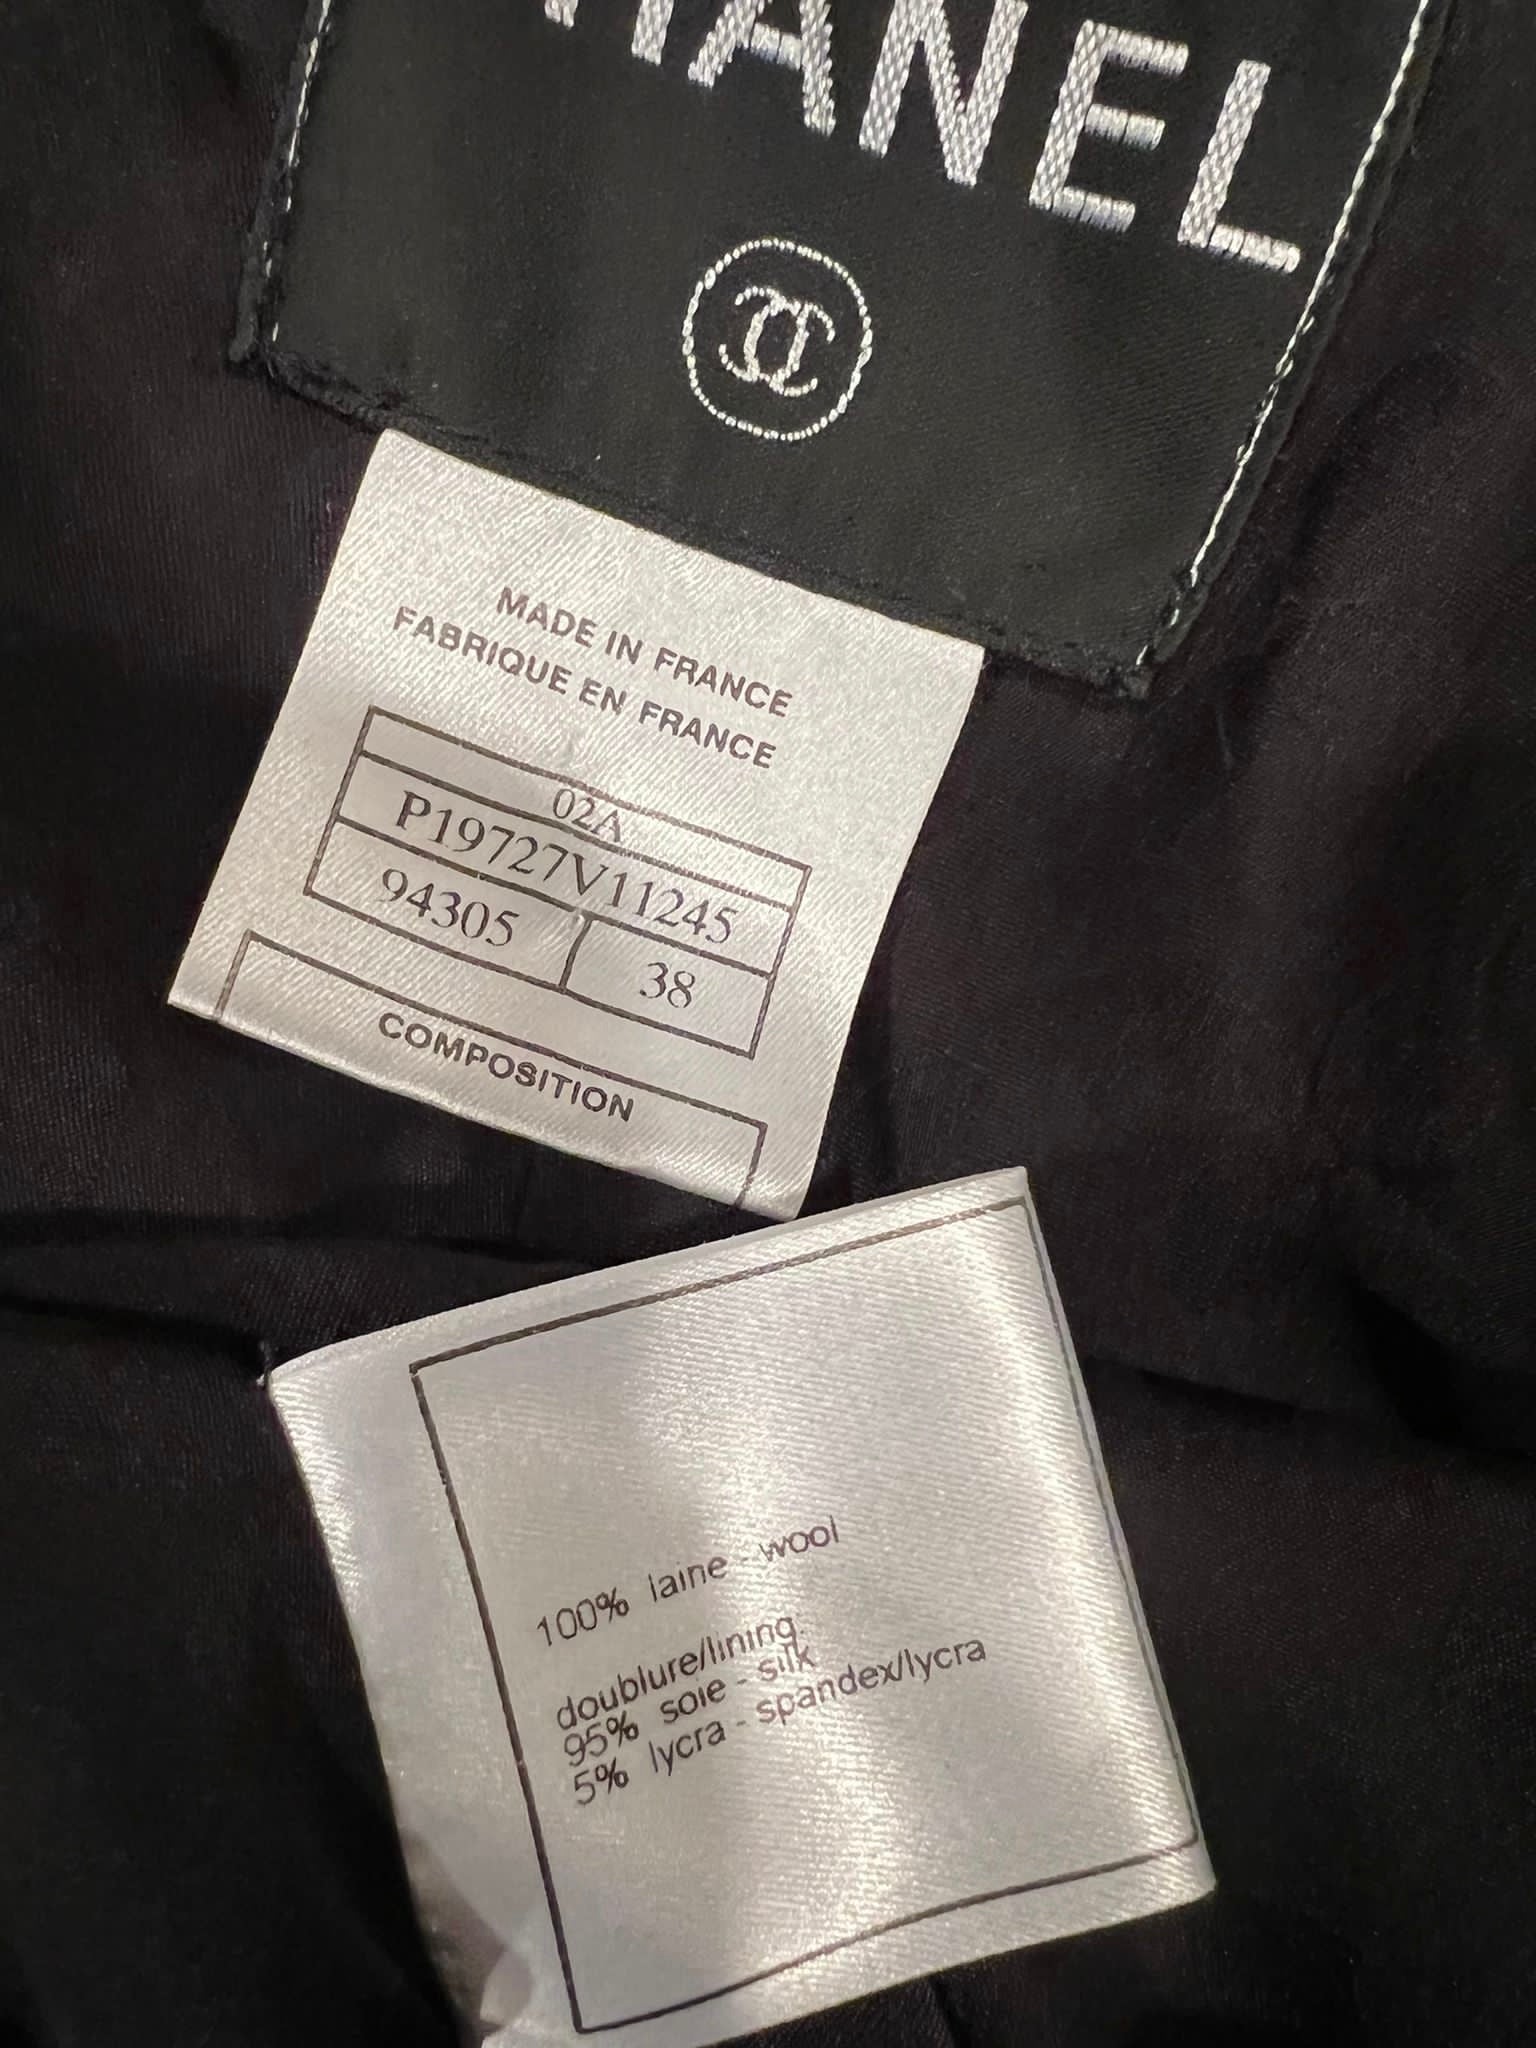 HANEL
MADE IN FRANCE
FABRIQUE EN FRANCE
02A
P19727V11245
94305
38
COMPOSITION
100% laine - wool
doublure/lining:
95% soie - silk
5% lycra - spandex/lycra